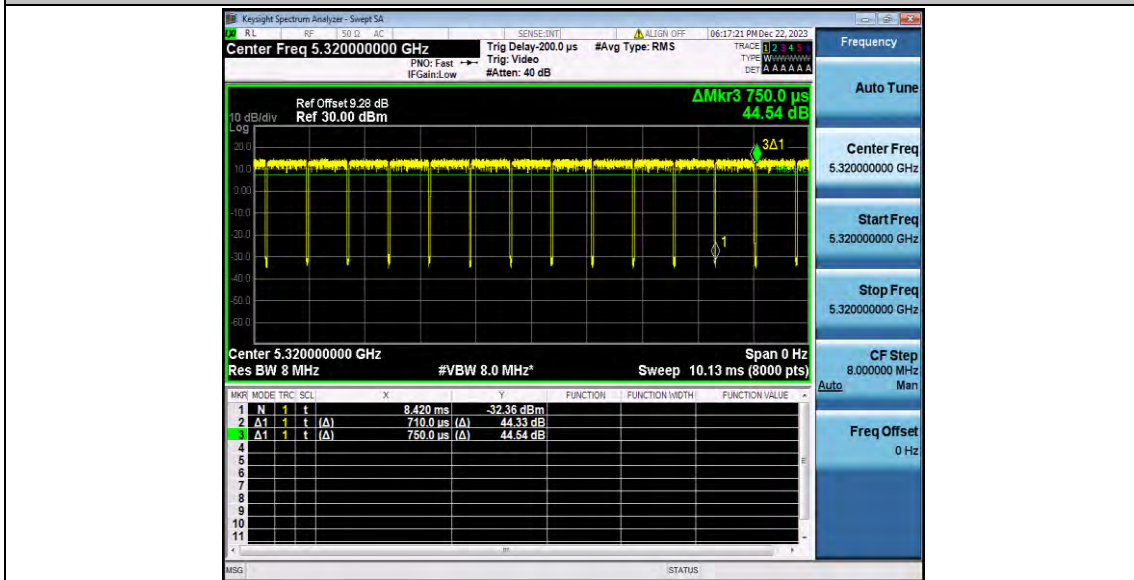 Keysight Spectrum Analyzer - Swept SA
RL RF 50 Ω AC SENSE:INT ALIGN OFF 06:17:21 PM Dec 22, 2023
Center Freq 5.320000000 GHz
PNO: Fast
IFGain:Low
Trig Delay-200.0 µs
Trig: Video
#Atten: 40 dB
#Avg Type: RMS
TRACE 1 2 3 4 5 6
TYPE WWWWWW
DET A A A A A A
ΔMkr3 750.0 µs
44.54 dB
Ref Offset 9.28 dB
10 dB/div Ref 30.00 dBm
Log
20.0
10.0
0.00
-10.0
-20.0
-30.0
-40.0
-50.0
-60.0
3Δ1
1
Center 5.320000000 GHz Span 0 Hz
Res BW 8 MHz #VBW 8.0 MHz* Sweep 10.13 ms (8000 pts)
MKR MODE TRC SCL X Y FUNCTION FUNCTION WIDTH FUNCTION VALUE
1 N 1 t 8.420 ms -32.36 dBm
2 Δ1 1 t (Δ) 710.0 µs (Δ) 44.33 dB
3 Δ1 1 t (Δ) 750.0 µs (Δ) 44.54 dB
4
5
6
7
8
9
10
11
MSG STATUS
Frequency
Auto Tune
Center Freq
5.320000000 GHz
Start Freq
5.320000000 GHz
Stop Freq
5.320000000 GHz
CF Step
8.000000 MHz
Auto Man
Freq Offset
0 Hz